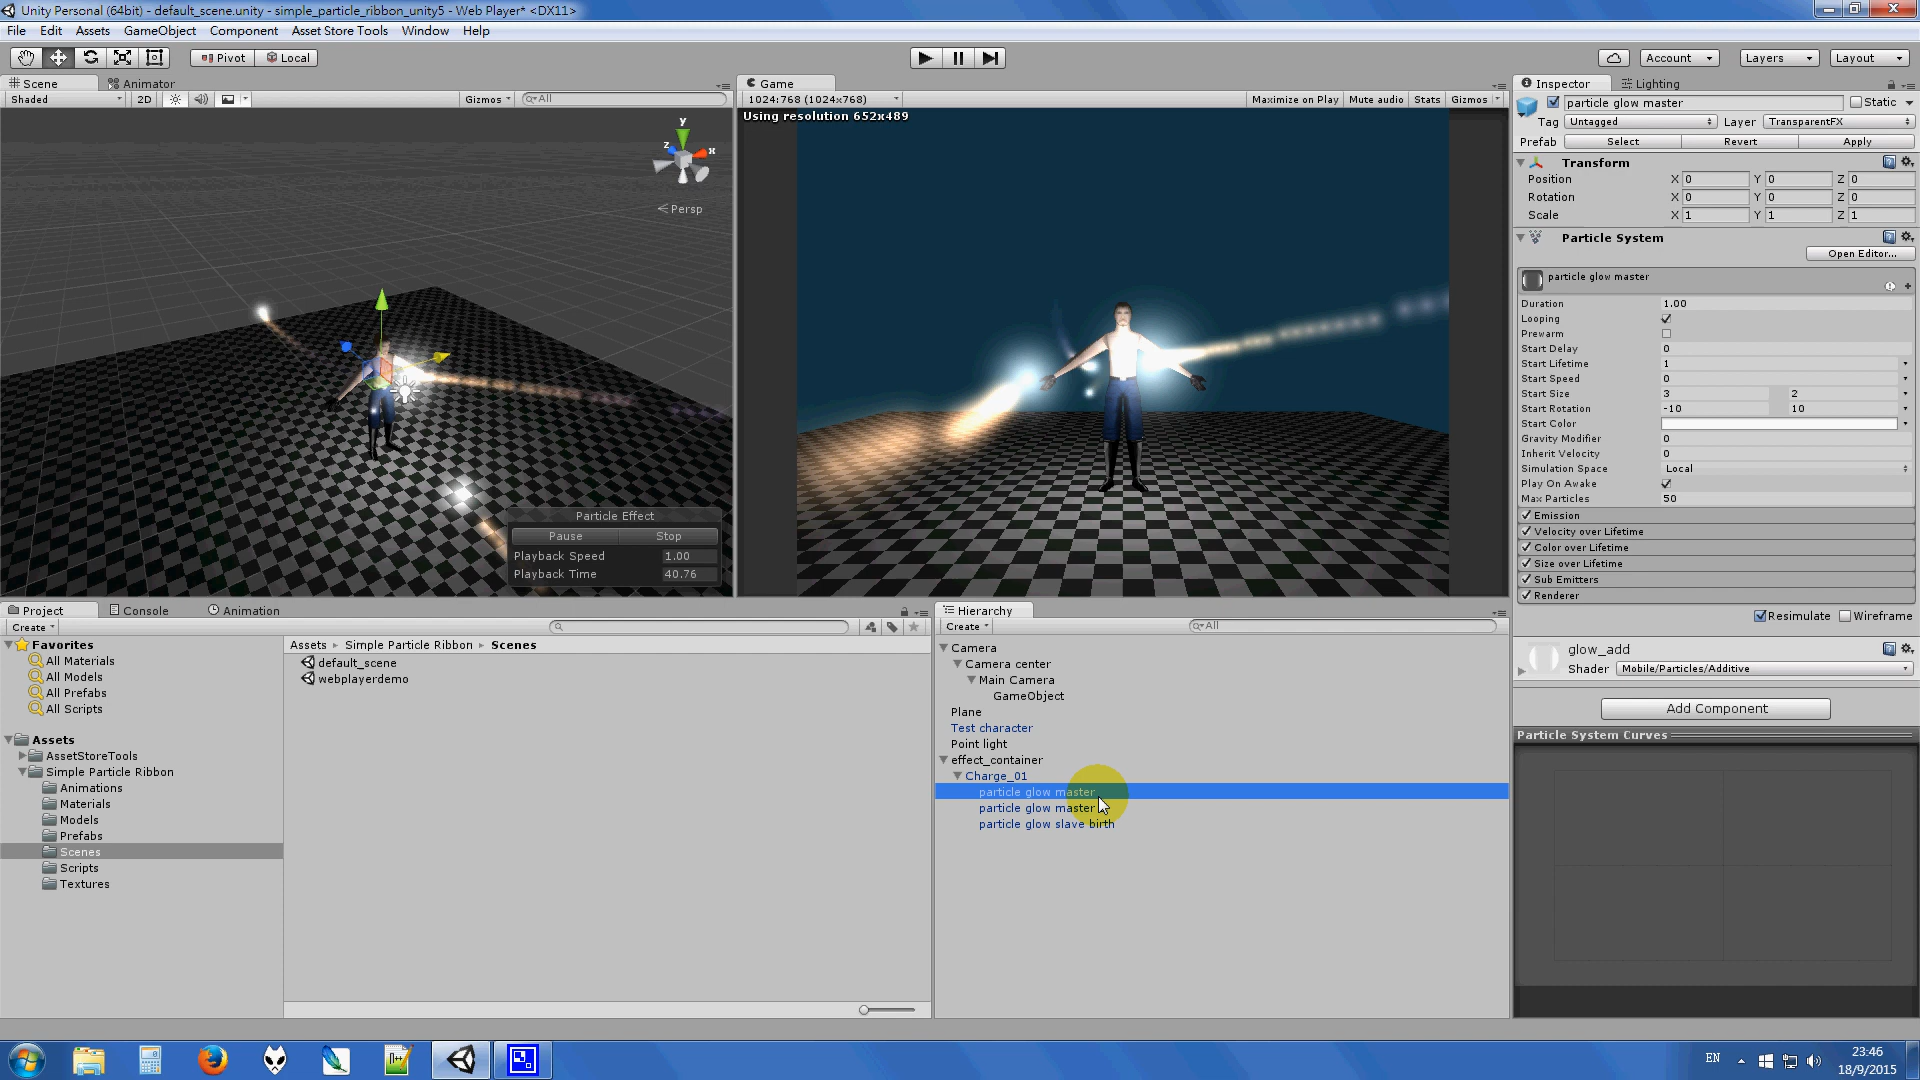 Unity Personal (64bit) - default_scene.unity - simple_particle_ribbon_unity5 - Web Player* <DX11>
File Edit Assets GameObject Component Asset Store Tools Window Help
Pivot Local Account Layers Layout
Scene Animator
Shaded 2D Gizmos All
y
z x
Persp
Particle Effect
Pause Stop
Playback Speed 1.00
Playback Time 40.76
Game
1024:768 (1024x768) Maximize on Play Mute audio Stats Gizmos
Using resolution 652x489
Inspector Lighting
particle glow master Static
Tag Untagged Layer TransparentFX
Prefab Select Revert Apply
Transform
Position X 0 Y 0 Z 0
Rotation X 0 Y 0 Z 0
Scale X 1 Y 1 Z 1
Particle System
Open Editor...
particle glow master
Duration 1.00
Looping
Prewarm
Start Delay 0
Start Lifetime 1
Start Speed 0
Start Size 3 2
Start Rotation -10 10
Start Color
Gravity Modifier 0
Inherit Velocity 0
Simulation Space Local
Play On Awake
Max Particles 50
Emission
Velocity over Lifetime
Color over Lifetime
Size over Lifetime
Sub Emitters
Renderer
Resimulate Wireframe
glow_add
Shader Mobile/Particles/Additive
Add Component
Particle System Curves
Project Console Animation
Create
Favorites
All Materials
All Models
All Prefabs
All Scripts
Assets
AssetStoreTools
Simple Particle Ribbon
Animations
Materials
Models
Prefabs
Scenes
Scripts
Textures
Assets Simple Particle Ribbon Scenes
default_scene
webplayerdemo
Hierarchy
Create All
Camera
Camera center
Main Camera
GameObject
Plane
Test character
Point light
effect_container
Charge_01
particle glow master
particle glow master
particle glow slave birth
EN
23:46
18/9/2015